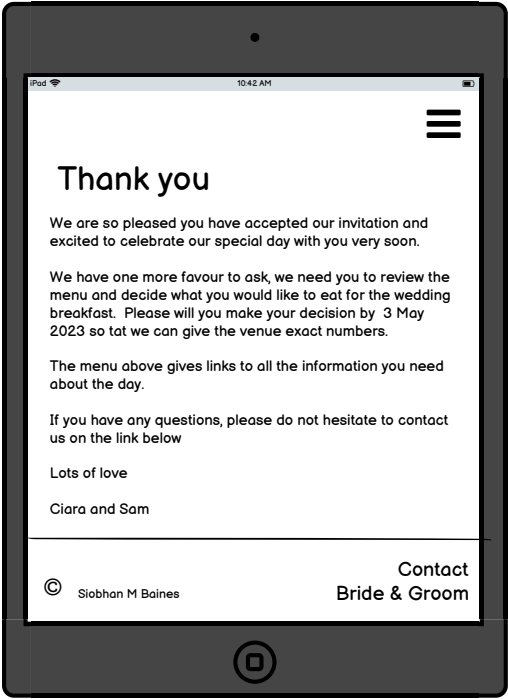 iPad 10:42 AM
Thank you
We are so pleased you have accepted our invitation and
excited to celebrate our special day with you very soon.
We have one more favour to ask, we need you to review the
menu and decide what you would like to eat for the wedding
breakfast.  Please will you make your decision by  3 May
2023 so tat we can give the venue exact numbers.
The menu above gives links to all the information you need
about the day.
If you have any questions, please do not hesitate to contact
us on the link below
Lots of love
Ciara and Sam
Contact
Bride & Groom
© Siobhan M Baines